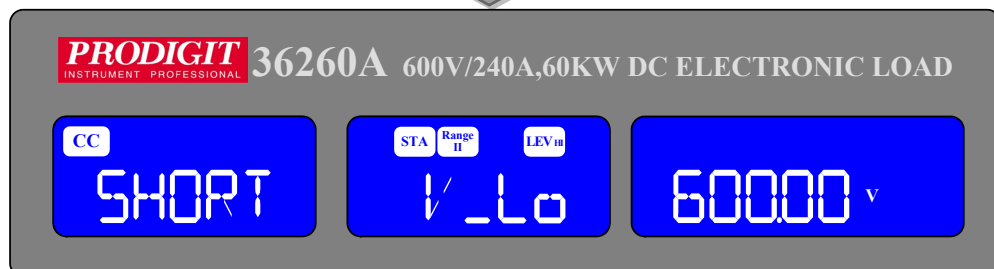 PRODIGIT
INSTRUMENT PROFESSIONAL
36260A 600V/240A,60KW DC ELECTRONIC LOAD
CC
SHORT
STA Range II LEV HI
V_Lo
600.00 V